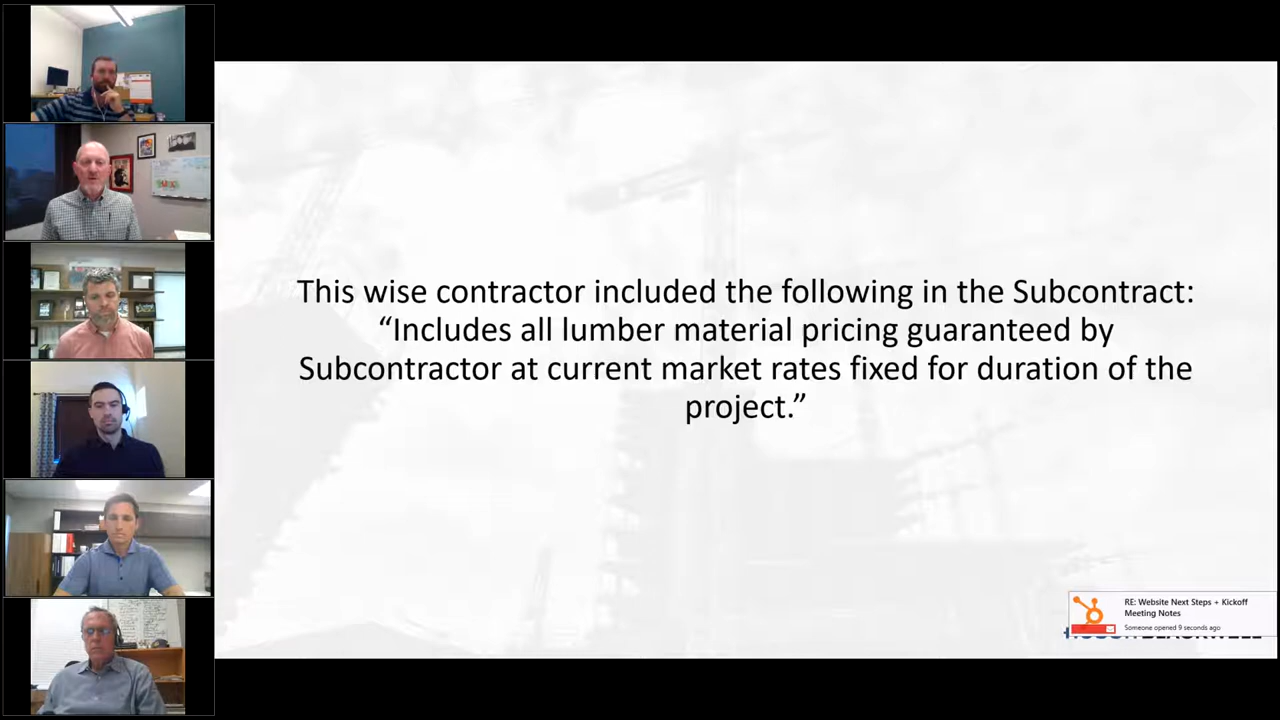 This wise contractor included the following in the Subcontract:
“Includes all lumber material pricing guaranteed by
Subcontractor at current market rates fixed for duration of the
project.”
RE: Website Next Steps + Kickoff
Meeting Notes
Someone opened 9 seconds ago